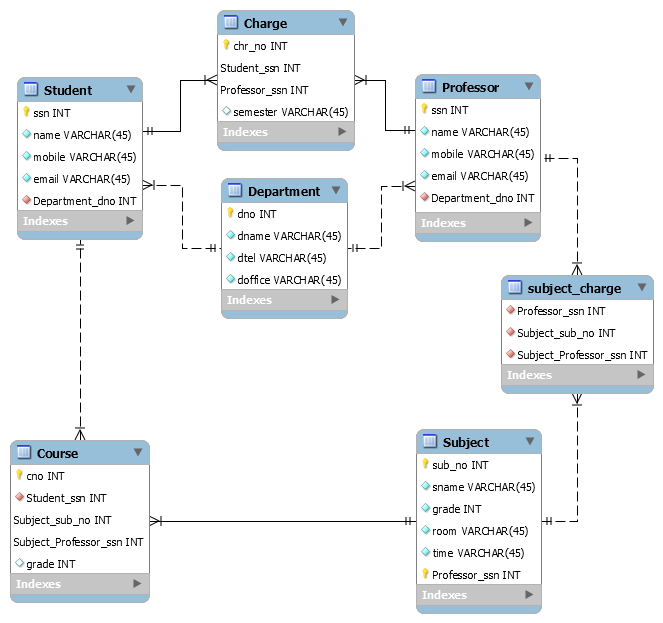 Charge
chr_no INT
Student_ssn INT
Professor_ssn INT
semester VARCHAR(45)
Indexes
Student
ssn INT
name VARCHAR(45)
mobile VARCHAR(45)
email VARCHAR(45)
Department_dno INT
Indexes
Professor
ssn INT
name VARCHAR(45)
mobile VARCHAR(45)
email VARCHAR(45)
Department_dno INT
Indexes
Department
dno INT
dname VARCHAR(45)
dtel VARCHAR(45)
doffice VARCHAR(45)
Indexes
subject_charge
Professor_ssn INT
Subject_sub_no INT
Subject_Professor_ssn INT
Indexes
Course
cno INT
Student_ssn INT
Subject_sub_no INT
Subject_Professor_ssn INT
grade INT
Indexes
Subject
sub_no INT
sname VARCHAR(45)
grade INT
room VARCHAR(45)
time VARCHAR(45)
Professor_ssn INT
Indexes